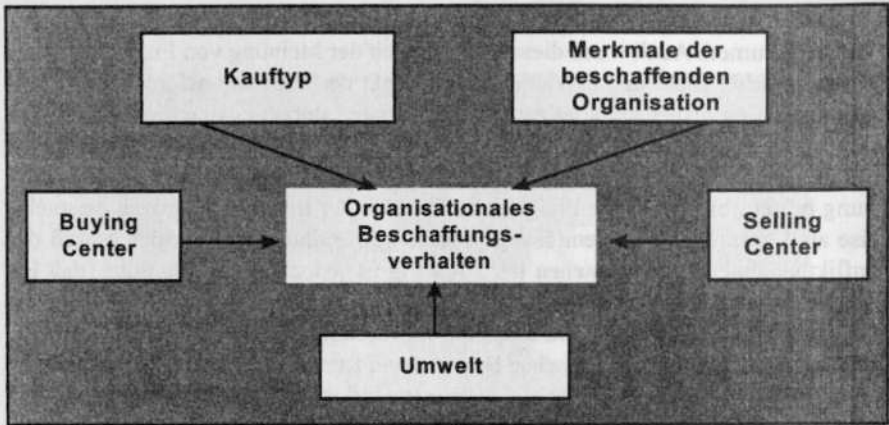 Kauftyp
Merkmale der
beschaffenden
Organisation
Buying
Center
Organisationales
Beschaffungs-
verhalten
Selling
Center
Umwelt